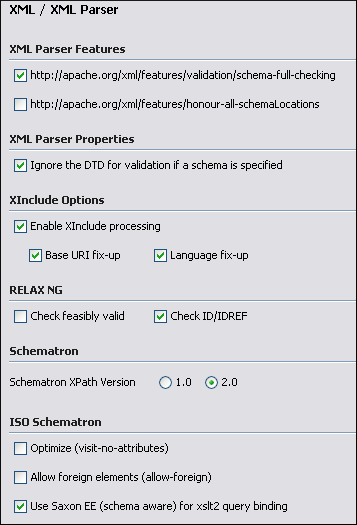 XML / XML Parser
XML Parser Features
http://apache.org/xml/features/validation/schema-full-checking
http://apache.org/xml/features/honour-all-schemaLocations
XML Parser Properties
Ignore the DTD for validation if a schema is specified
XInclude Options
Enable XInclude processing
Base URI fix-up Language fix-up
RELAX NG
Check feasibly valid Check ID/IDREF
Schematron
Schematron XPath Version 1.0 2.0
ISO Schematron
Optimize (visit-no-attributes)
Allow foreign elements (allow-foreign)
Use Saxon EE (schema aware) for xslt2 query binding